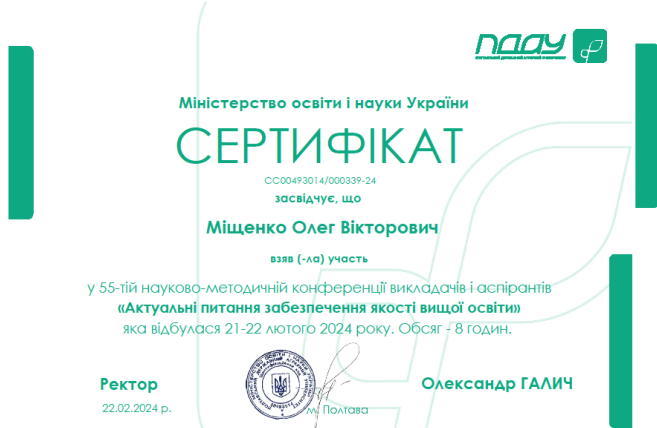 ПДАУ
Міністерство освіти і науки України
СЕРТИФІКАТ
СС00493014/000339-24
засвідчує, що
Міщенко Олег Вікторович
взяв (-ла) участь
у 55-тій науково-методичній конференції викладачів і аспірантів
«Актуальні питання забезпечення якості вищої освіти»
яка відбулася 21-22 лютого 2024 року. Обсяг - 8 годин.
Ректор
Олександр ГАЛИЧ
22.02.2024 р.
м. Полтава